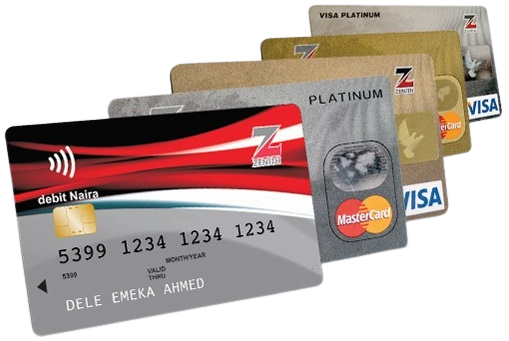 VISA PLATINUM
Z
VISA
Z
MasterCard
Z
ZENITH
VISA
PLATINUM
MasterCard
Z
ZENITH
debit Naira
5399 1234 1234 1234
5399
MONTH/YEAR
VALID
THRU
DELE EMEKA AHMED